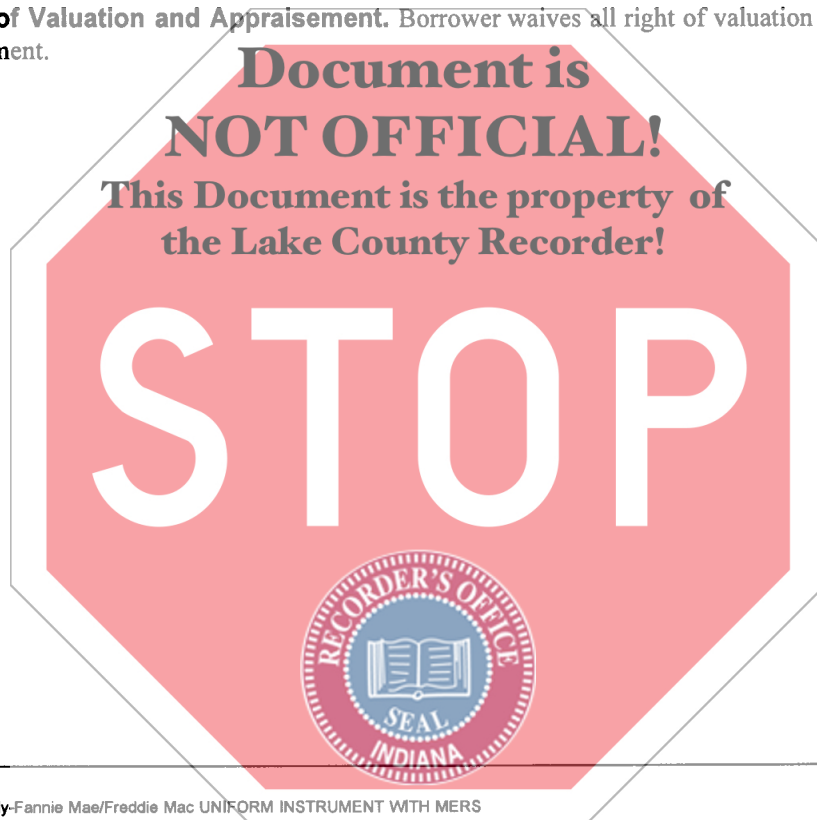 of Valuation and Appraisement. Borrower waives all right of valuation
ment.
Document is
NOT OFFICIAL!
This Document is the property of
the Lake County Recorder!
STOP
RECORDER'S OFFICE
SEAL
INDIANA
y-Fannie Mae/Freddie Mac UNIFORM INSTRUMENT WITH MERS